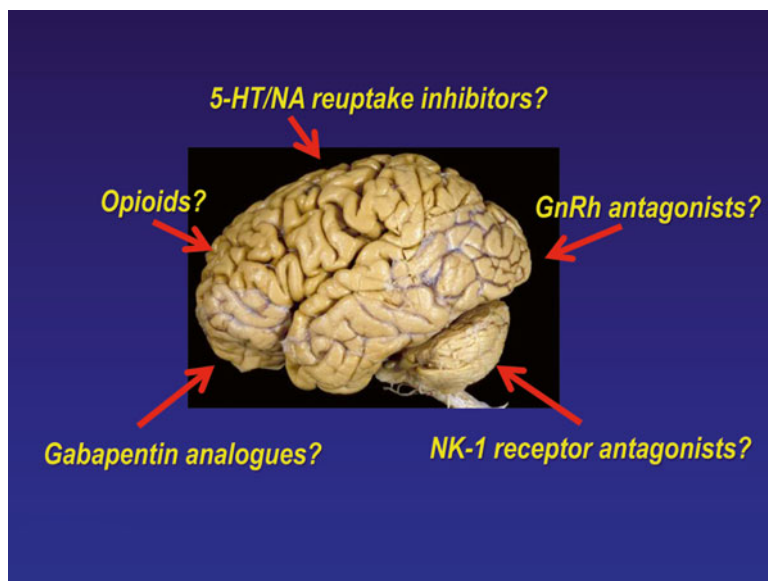 5-HT/NA reuptake inhibitors?
Opioids?
GnRh antagonists?
Gabapentin analogues?
NK-1 receptor antagonists?